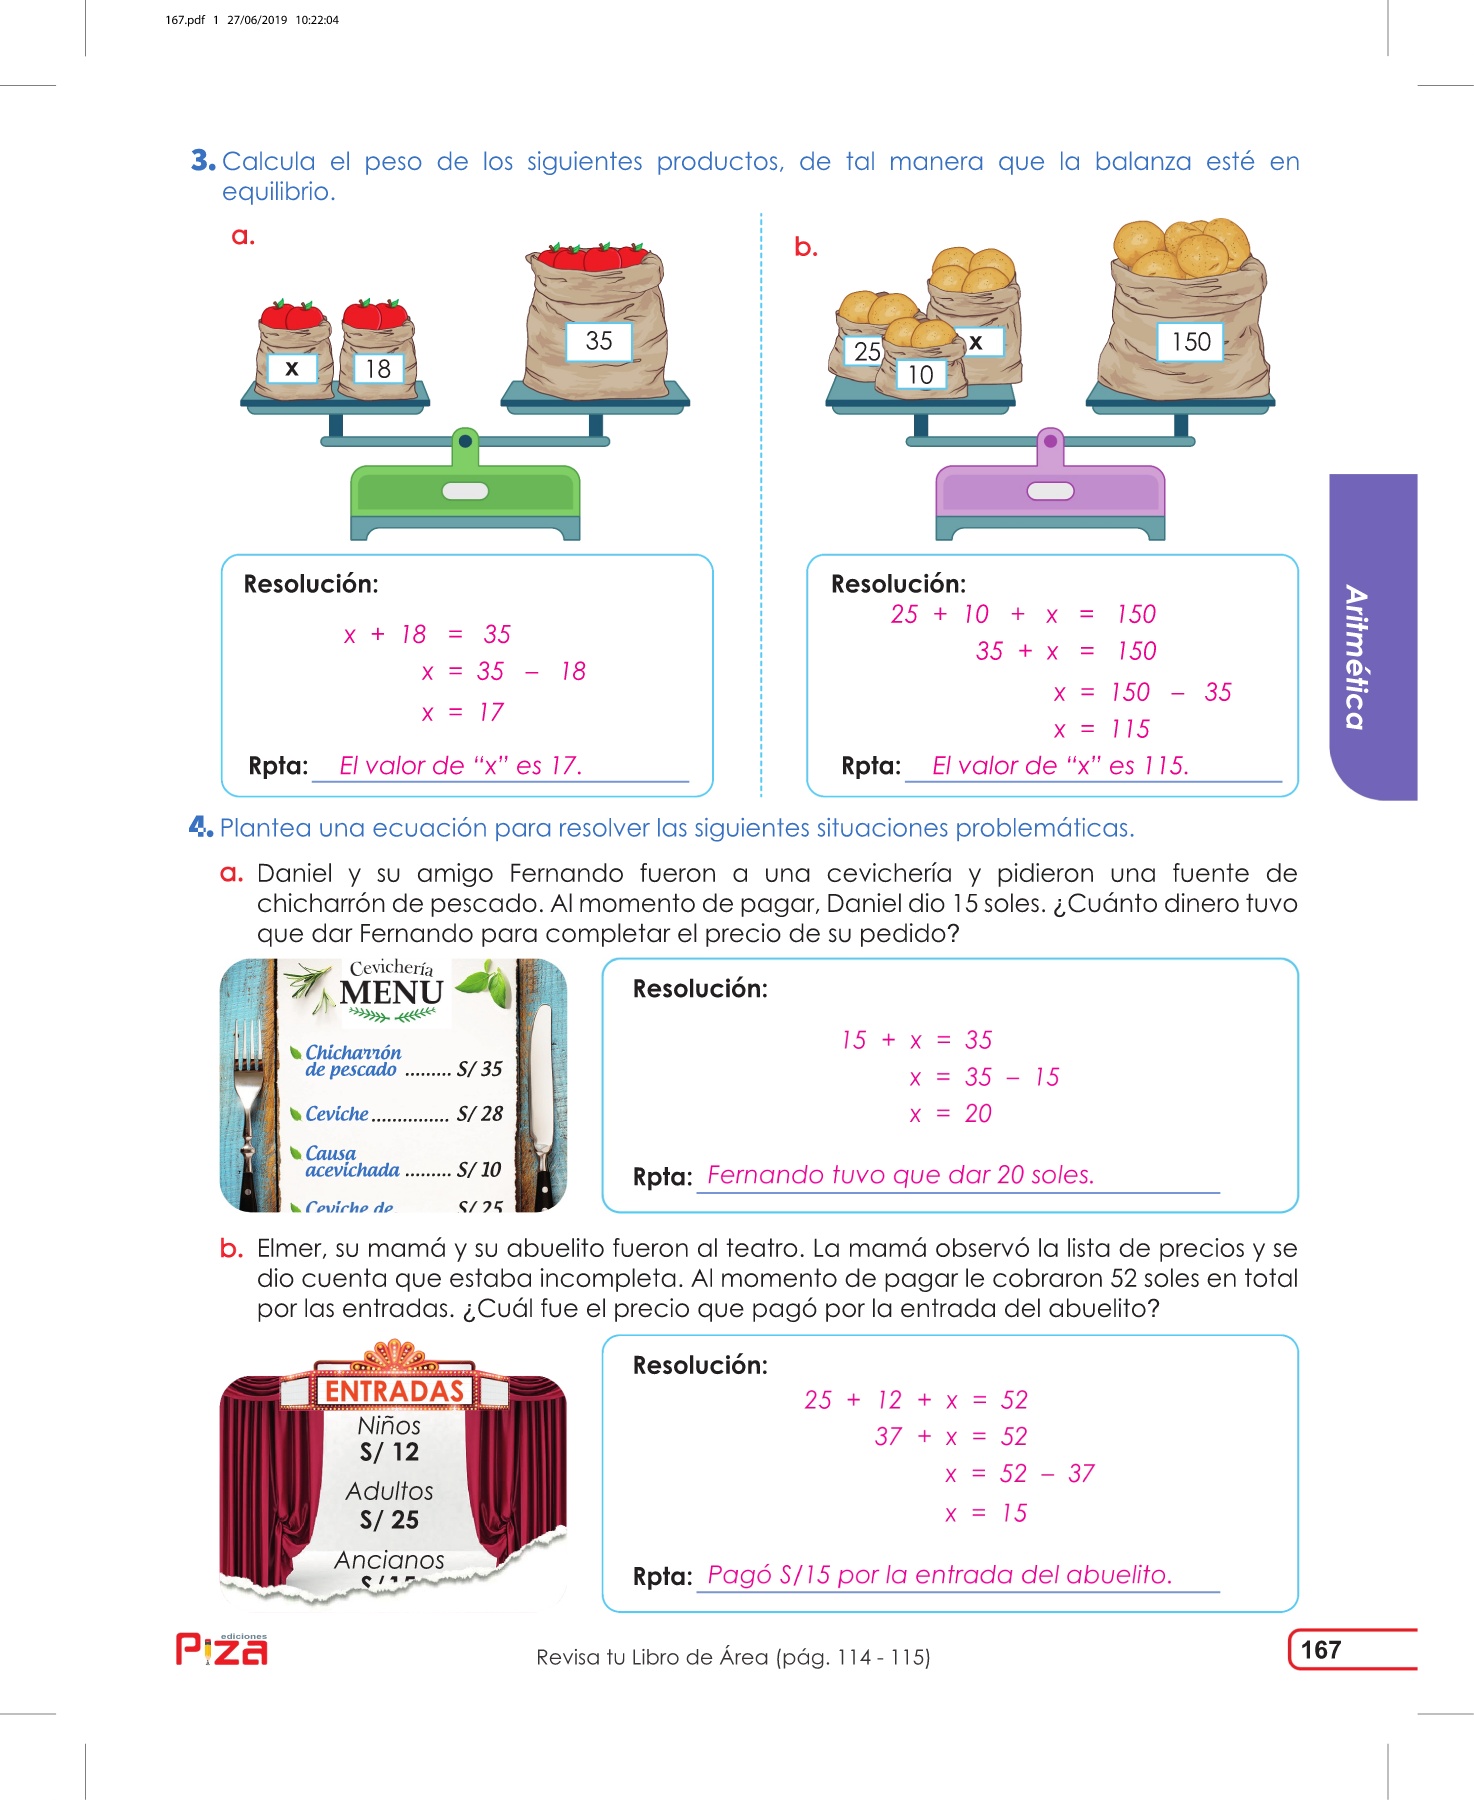 167.pdf 1 27/06/2019 10:22:04
3. Calcula el peso de los siguientes productos, de tal manera que la balanza esté en
equilibrio.
a.
x
18
35
b.
25
10
x
150
Resolución:
x + 18 = 35
x = 35 – 18
x = 17
Rpta: El valor de “x” es 17.
Resolución:
25 + 10 + x = 150
35 + x = 150
x = 150 – 35
x = 115
Rpta: El valor de “x” es 115.
Aritmética
4. Plantea una ecuación para resolver las siguientes situaciones problemáticas.
a. Daniel y su amigo Fernando fueron a una cevichería y pidieron una fuente de
chicharrón de pescado. Al momento de pagar, Daniel dio 15 soles. ¿Cuánto dinero tuvo
que dar Fernando para completar el precio de su pedido?
Cevichería
MENU
Chicharrón
de pescado ......... S/ 35
Ceviche .............. S/ 28
Causa
acevichada ......... S/ 10
Ceviche de S/ 25
Resolución:
15 + x = 35
x = 35 – 15
x = 20
Rpta: Fernando tuvo que dar 20 soles.
b. Elmer, su mamá y su abuelito fueron al teatro. La mamá observó la lista de precios y se
dio cuenta que estaba incompleta. Al momento de pagar le cobraron 52 soles en total
por las entradas. ¿Cuál fue el precio que pagó por la entrada del abuelito?
ENTRADAS
Niños
S/ 12
Adultos
S/ 25
Ancianos
S/15
Resolución:
25 + 12 + x = 52
37 + x = 52
x = 52 – 37
x = 15
Rpta: Pagó S/15 por la entrada del abuelito.
ediciones
Piza
Revisa tu Libro de Área (pág. 114 - 115)
167